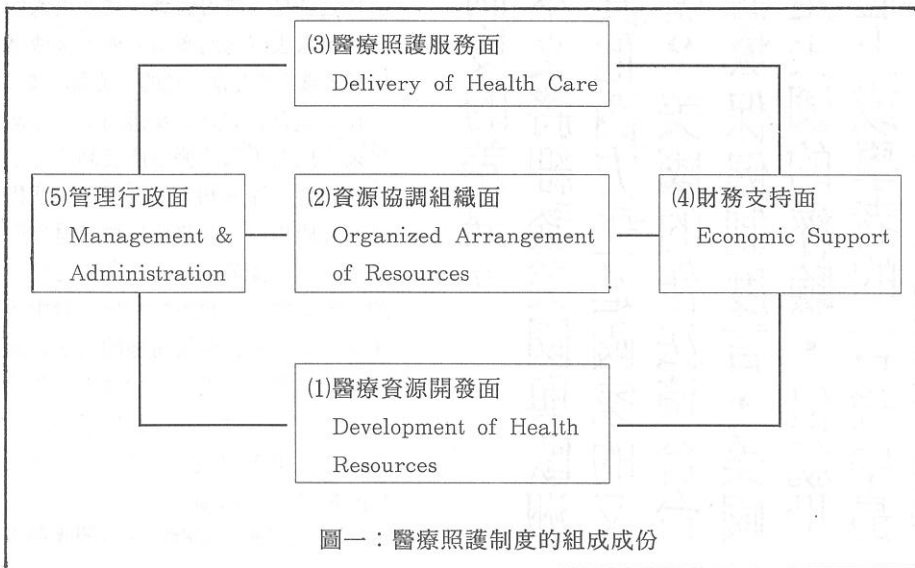 (3)醫療照護服務面
Delivery of Health Care
(5)管理行政面
Management &
Administration
(2)資源協調組織面
Organized Arrangement
of Resources
(4)財務支持面
Economic Support
(1)醫療資源開發面
Development of Health
Resources
圖一：醫療照護制度的組成成份